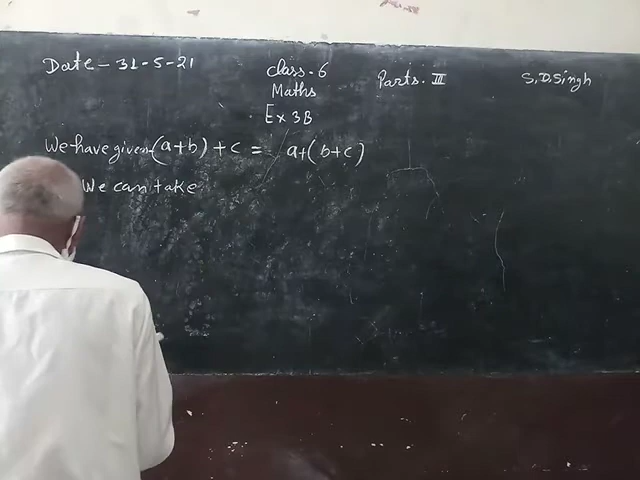 Date - 31-5-21
class - 6
Parts. III
S.D.Singh
Maths
Ex 3B
We have given (a+b)+c = a+(b+c)
We can take